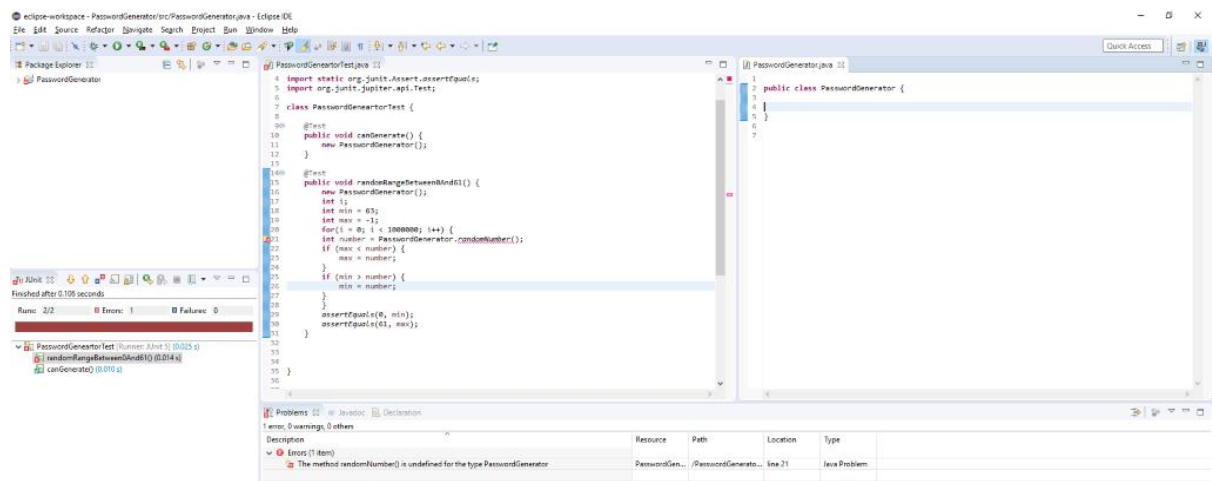 eclipse-workspace - PasswordGenerator/src/PasswordGenerator.java - Eclipse IDE
File Edit Source Refactor Navigate Search Project Run Window Help
Quick Access
Package Explorer
PasswordGenerator
PasswordGeneartorTest.java
4 import static org.junit.Assert.assertEquals;
5 import org.junit.jupiter.api.Test;
6
7 class PasswordGeneartorTest {
8
9 @Test
10 public void canGenerate() {
11 new PasswordGenerator();
12 }
13
14 @Test
15 public void randomRangeBetween0And61() {
16 new PasswordGenerator();
17 int i;
18 int min = 63;
19 int max = -1;
20 for(i = 0; i < 1000000; i++) {
21 int number = PasswordGenerator.randomNumber();
22 if (max < number) {
23 max = number;
24 }
25 if (min > number) {
26 min = number;
27 }
28 }
29 assertEquals(0, min);
30 assertEquals(61, max);
31 }
32
33
34
35 }
36
PasswordGenerator.java
1
2 public class PasswordGenerator {
3
4
5 }
6
7
JUnit
Finished after 0.106 seconds
Runs: 2/2 Errors: 1 Failures: 0
PasswordGeneartorTest [Runner: JUnit 5] (0.025 s)
randomRangeBetween0And61() (0.014 s)
canGenerate() (0.010 s)
Problems Javadoc Declaration
1 error, 0 warnings, 0 others
Description Resource Path Location Type
Errors (1 item)
The method randomNumber() is undefined for the type PasswordGenerator PasswordGen... /PasswordGenerato... line 21 Java Problem